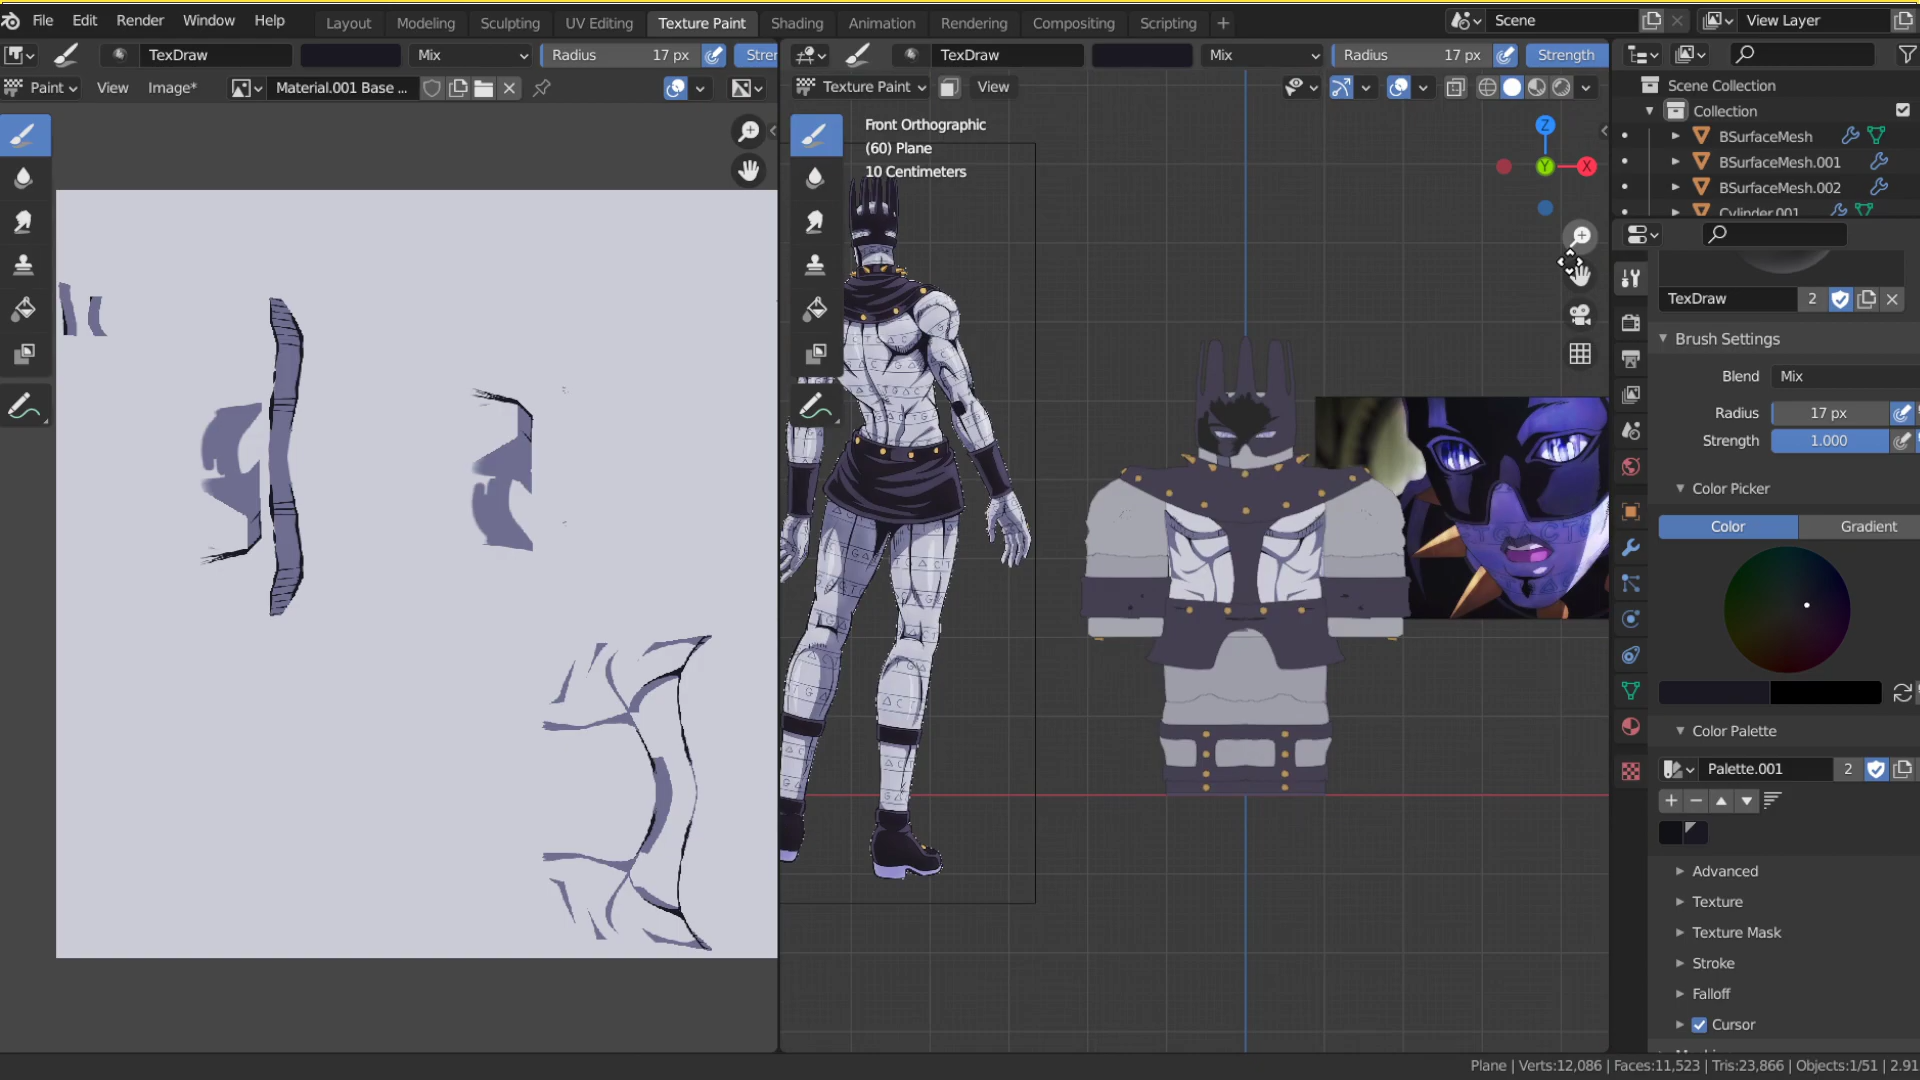 File Edit Render Window Help Layout Modeling Sculpting UV Editing Texture Paint Shading Animation Rendering Compositing Scripting + Scene View Layer
TexDraw Mix Radius 17 px Stren TexDraw Mix Radius 17 px Strength
Paint View Image* Material.001 Base ... Texture Paint View
Scene Collection
Collection
BSurfaceMesh
BSurfaceMesh.001
BSurfaceMesh.002
Cylinder.001
Front Orthographic
(60) Plane
10 Centimeters
Z
Y
X
TexDraw 2
Brush Settings
Blend Mix
Radius 17 px
Strength 1.000
Color Picker
Color Gradient
Color Palette
Palette.001 2
Advanced
Texture
Texture Mask
Stroke
Falloff
Cursor
Plane | Verts:12,086 | Faces:11,523 | Tris:23,866 | Objects:1/51 | 2.91